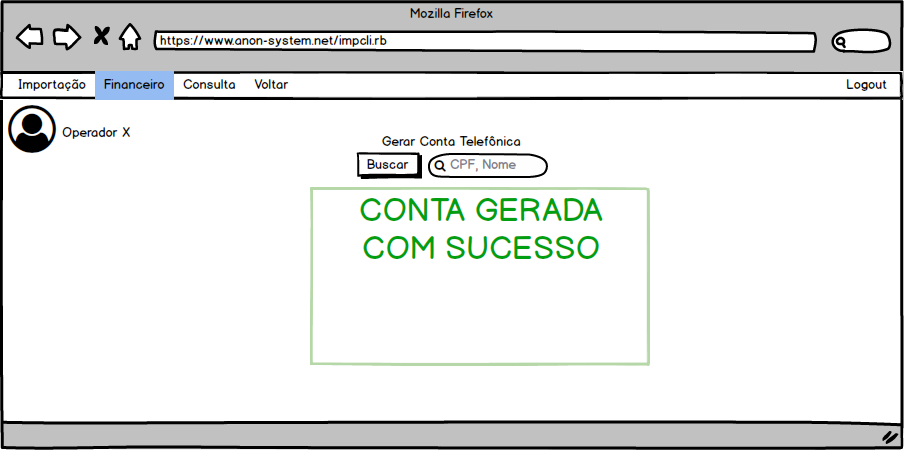 Mozilla Firefox
https://www.anon-system.net/impcli.rb
Importação Financeiro Consulta Voltar Logout
Operador X
Gerar Conta Telefônica
Buscar CPF, Nome
CONTA GERADA
COM SUCESSO